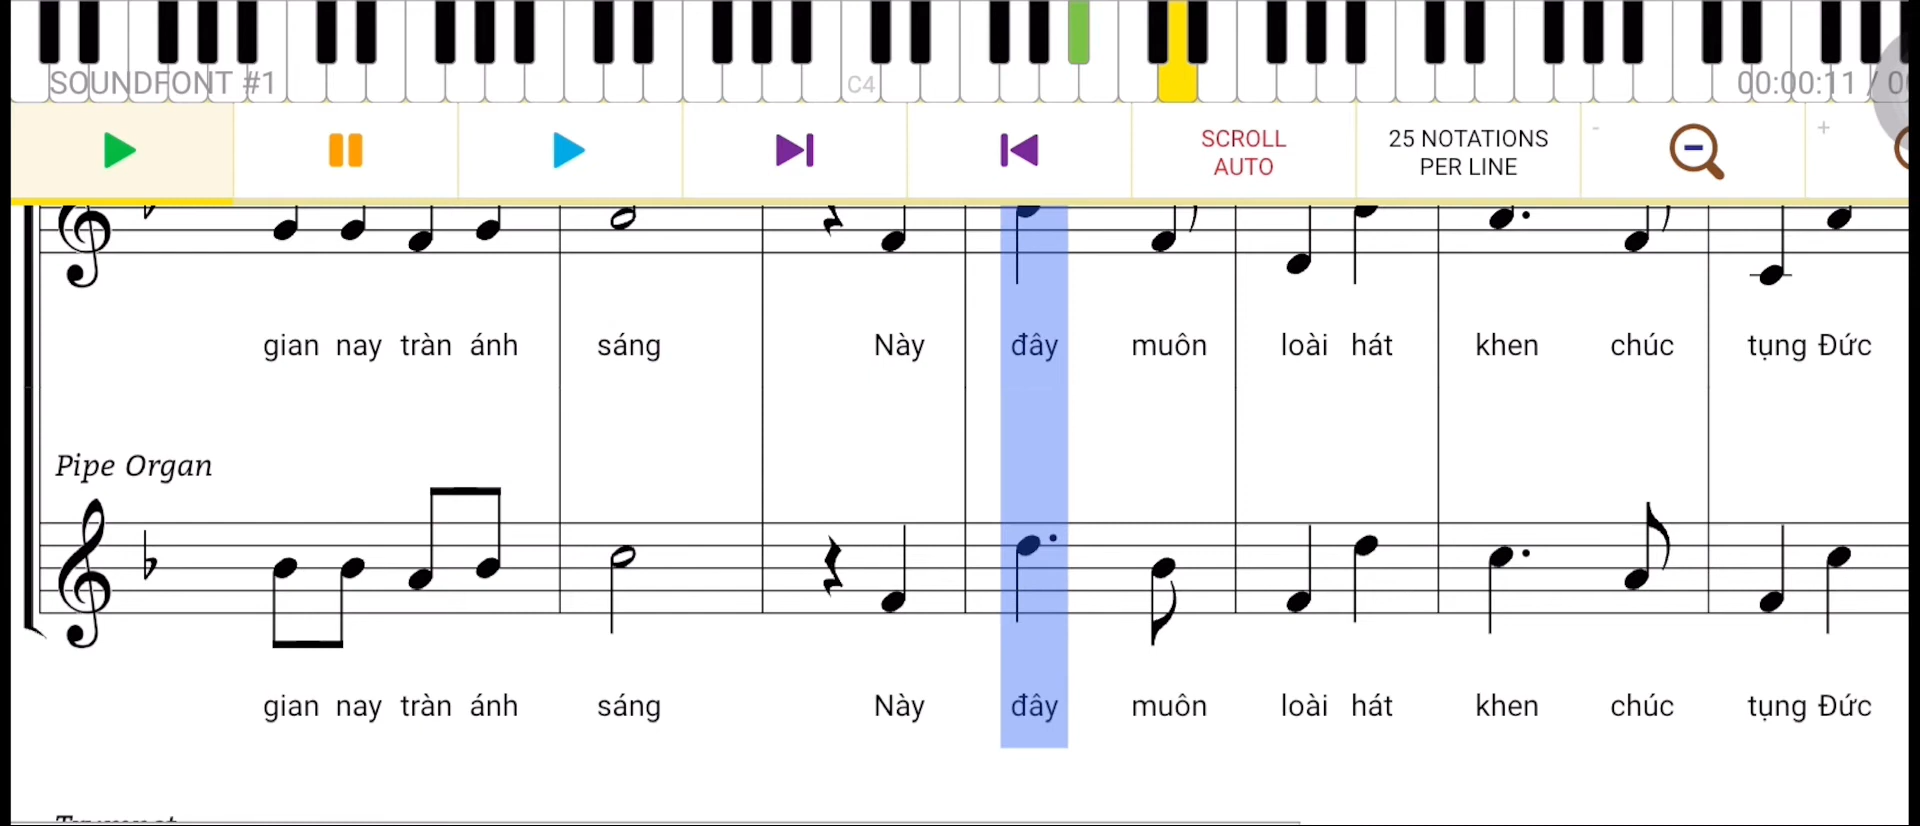 SOUNDFONT #1
C4
00:00:11 / 0
SCROLL
AUTO
25 NOTATIONS
PER LINE
- +
gian nay tràn ánh sáng Này đây muôn loài hát khen chúc tụng Đức
Pipe Organ
gian nay tràn ánh sáng Này đây muôn loài hát khen chúc tụng Đức